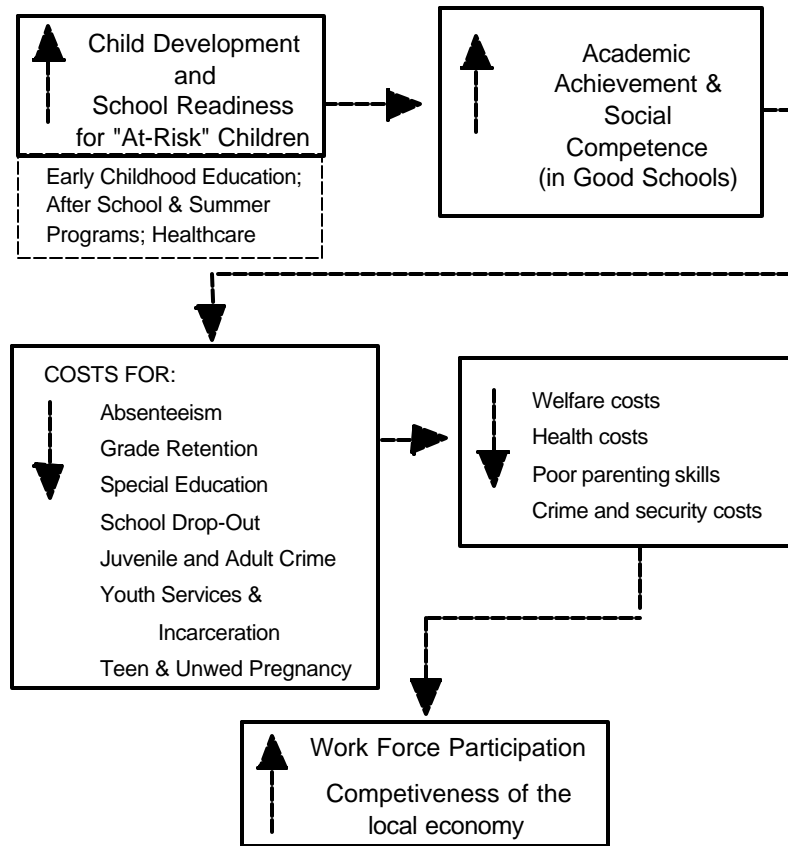 Child Development
and
School Readiness
for "At-Risk" Children
Early Childhood Education;
After School & Summer
Programs; Healthcare
Academic
Achievement &
Social
Competence
(in Good Schools)
COSTS FOR:
Absenteeism
Grade Retention
Special Education
School Drop-Out
Juvenile and Adult Crime
Youth Services &
Incarceration
Teen & Unwed Pregnancy
Welfare costs
Health costs
Poor parenting skills
Crime and security costs
Work Force Participation
Competiveness of the
local economy